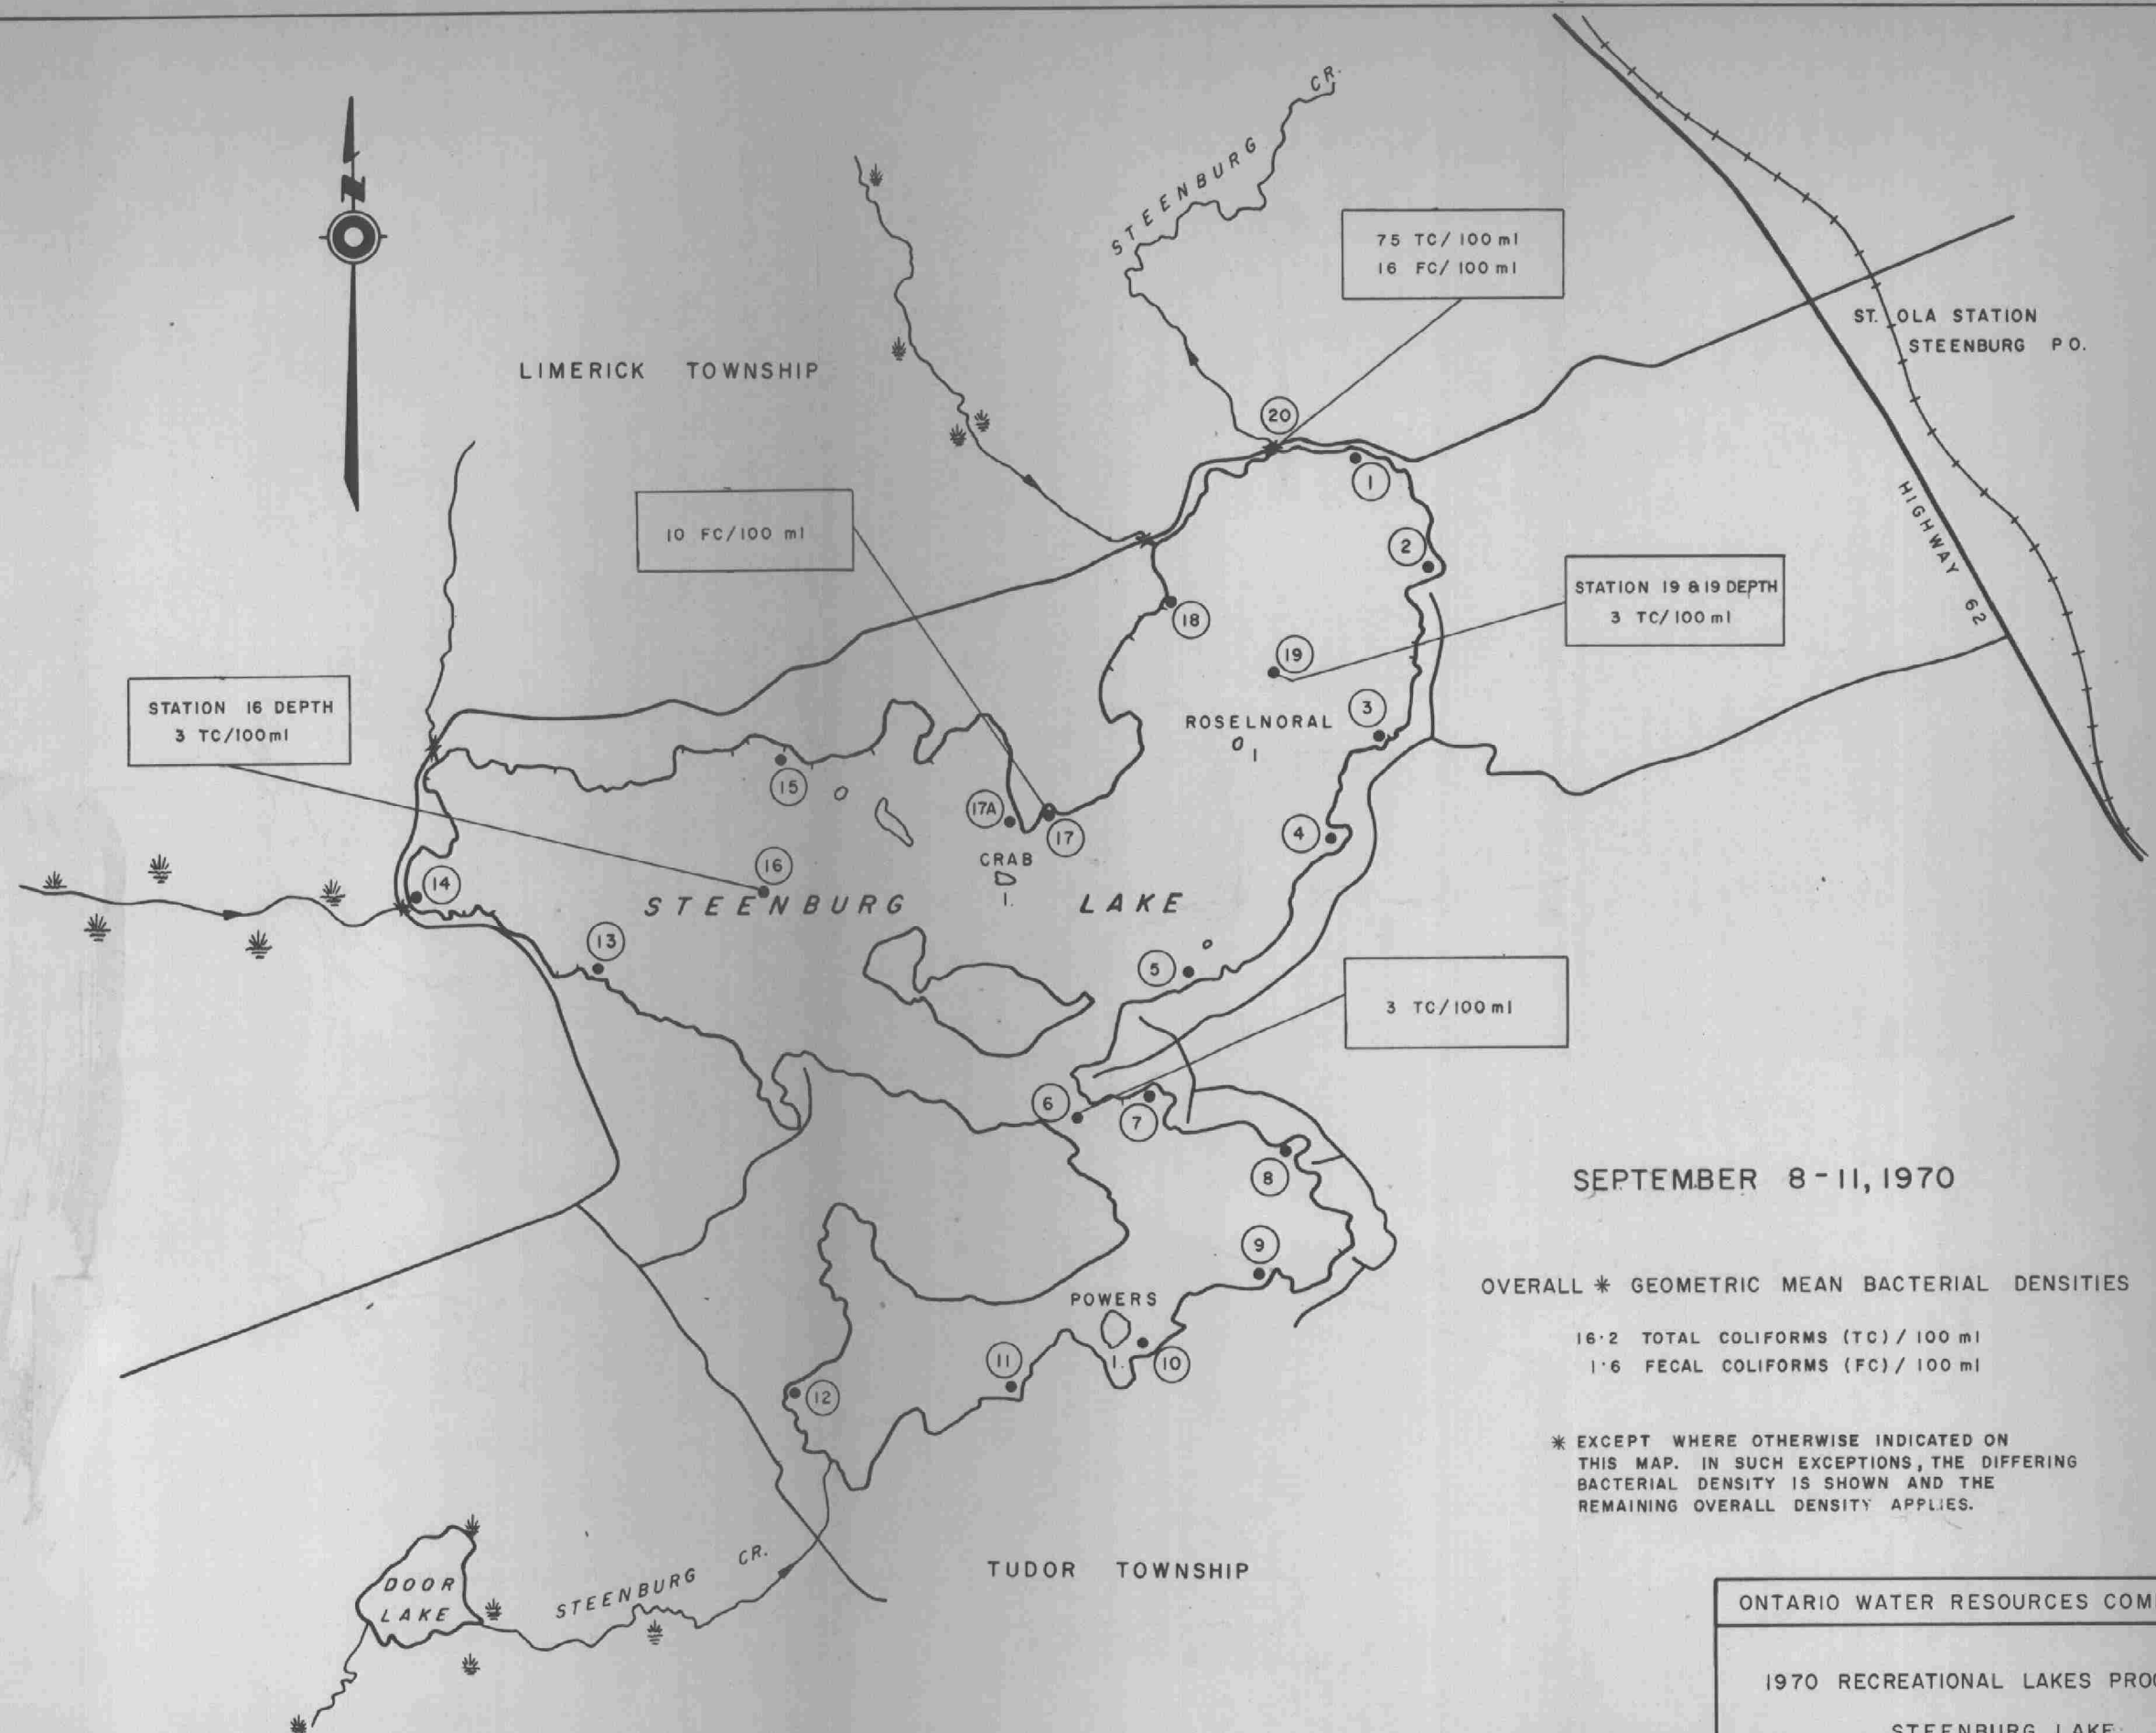 N
STEENBURG CR.
75 TC/100 ml
16 FC/100 ml
ST. OLA STATION
STEENBURG P O.
LIMERICK TOWNSHIP
20
1
10 FC/100 ml
2
HIGHWAY 62
STATION 19 & 19 DEPTH
3 TC/100 ml
18
19
STATION 16 DEPTH
3 TC/100 ml
ROSELNORAL
I
3
15
17A
17
4
CRAB
I.
16
14
STEENBURG LAKE
13
5
3 TC/100 ml
6
7
8
SEPTEMBER 8-11, 1970
9
OVERALL * GEOMETRIC MEAN BACTERIAL DENSITIES
POWERS
I.
16·2 TOTAL COLIFORMS (TC) / 100 ml
1·6 FECAL COLIFORMS (FC) / 100 ml
11
10
12
* EXCEPT WHERE OTHERWISE INDICATED ON
THIS MAP. IN SUCH EXCEPTIONS, THE DIFFERING
BACTERIAL DENSITY IS SHOWN AND THE
REMAINING OVERALL DENSITY APPLIES.
DOOR
LAKE
STEENBURG CR.
TUDOR TOWNSHIP
ONTARIO WATER RESOURCES
1970 RECREATIONAL LAKES
STEENBURG LAKE